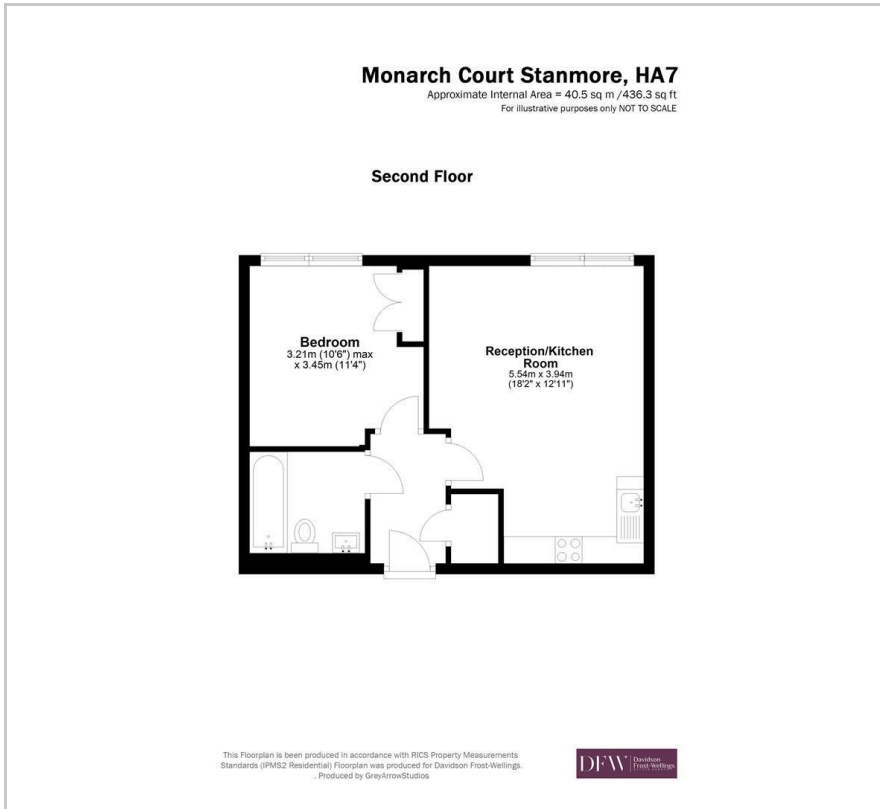 Monarch Court Stanmore, HA7
Approximate Internal Area = 40.5 sq m /436.3 sq ft
For illustrative purposes only NOT TO SCALE
Second Floor
Bedroom
3.21m (10'6") max
x 3.45m (11'4")
Reception/Kitchen
Room
5.54m x 3.94m
(18'2" x 12'11")
This Floorplan is been produced in accordance with RICS Property Measurements
Standards (IPMS2 Residential) Floorplan was produced for Davidson Frost-Wellings.
. Produced by GreyArrowStudios
DFW
Davidson
Frost-Wellings